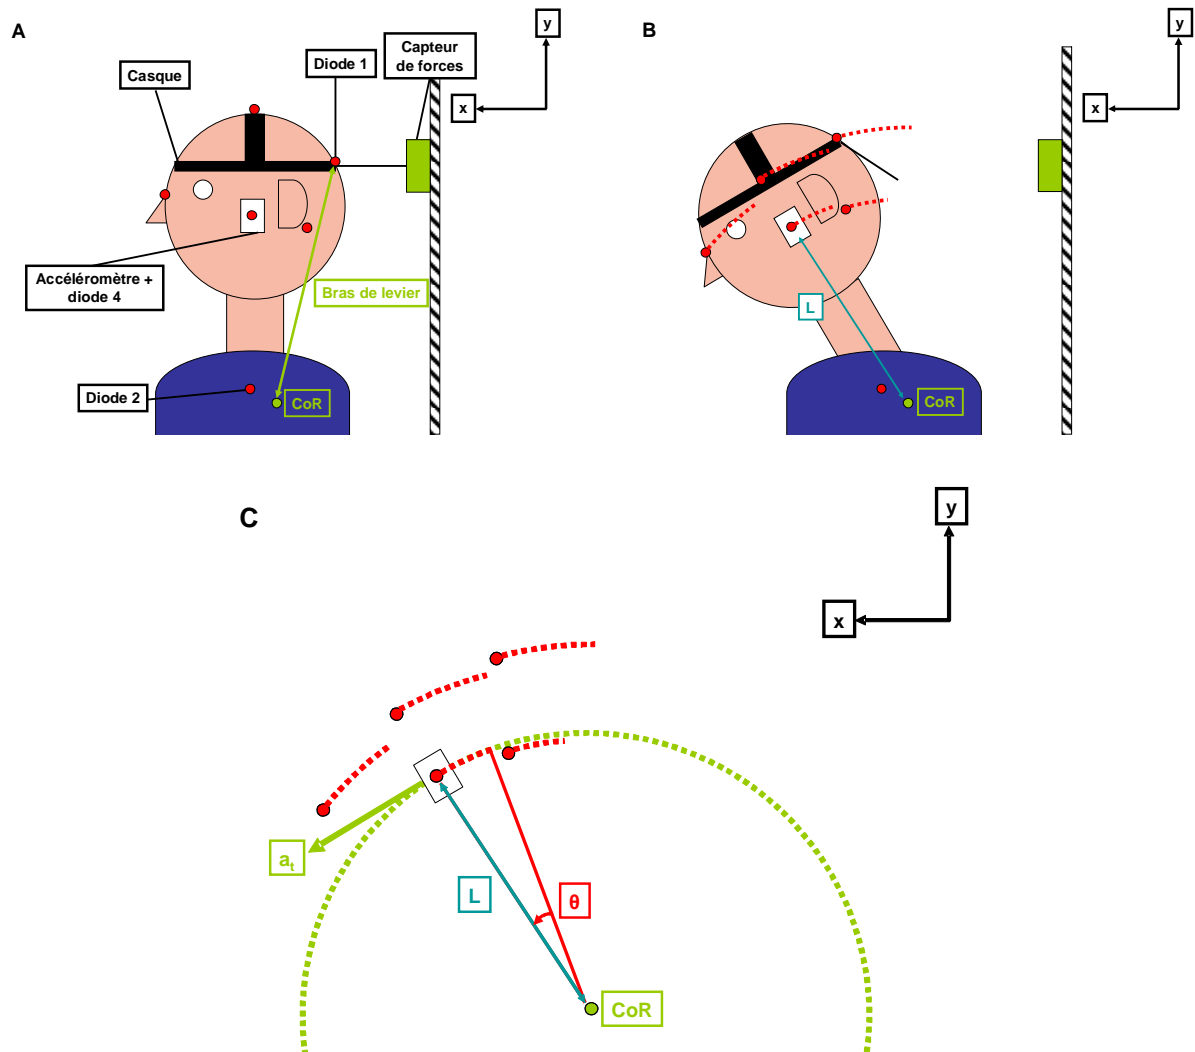 A
Casque
Diode 1
Capteur
de forces
y
x
Accéléromètre +
diode 4
Bras de levier
Diode 2
CoR
B
y
x
L
CoR
C
y
x
at
L
θ
CoR